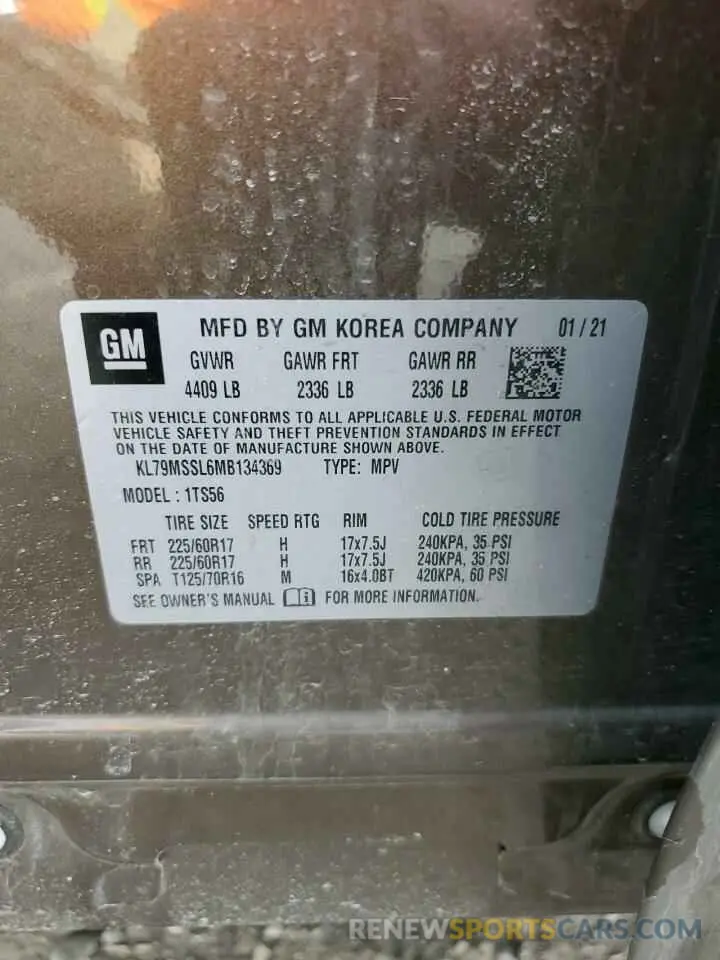 GM
MFD BY GM KOREA COMPANY 01/21
GVWR GAWR FRT GAWR RR
4409 LB 2336 LB 2336 LB
THIS VEHICLE CONFORMS TO ALL APPLICABLE U.S. FEDERAL MOTOR
VEHICLE SAFETY AND THEFT PREVENTION STANDARDS IN EFFECT
ON THE DATE OF MANUFACTURE SHOWN ABOVE.
KL79MSSL6MB134369 TYPE: MPV
MODEL : 1TS56
TIRE SIZE SPEED RTG RIM COLD TIRE PRESSURE
FRT 225/60R17 H 17x7.5J 240KPA, 35 PSI
RR 225/60R17 H 17x7.5J 240KPA, 35 PSI
SPA T125/70R16 M 16x4.0BT 420KPA, 60 PSI
SEE OWNER'S MANUAL i FOR MORE INFORMATION.
RENEWSPORTSCARS.COM